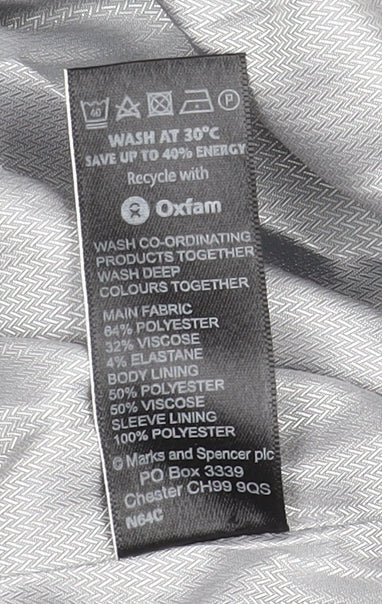 40
P
WASH AT 30°C
SAVE UP TO 40% ENERGY
Recycle with
Oxfam
WASH CO-ORDINATING
PRODUCTS TOGETHER
WASH DEEP
COLOURS TOGETHER
MAIN FABRIC
64% POLYESTER
32% VISCOSE
4% ELASTANE
BODY LINING
50% POLYESTER
50% VISCOSE
SLEEVE LINING
100% POLYESTER
© Marks and Spencer plc
PO Box 3339
Chester CH99 9QS
N64C